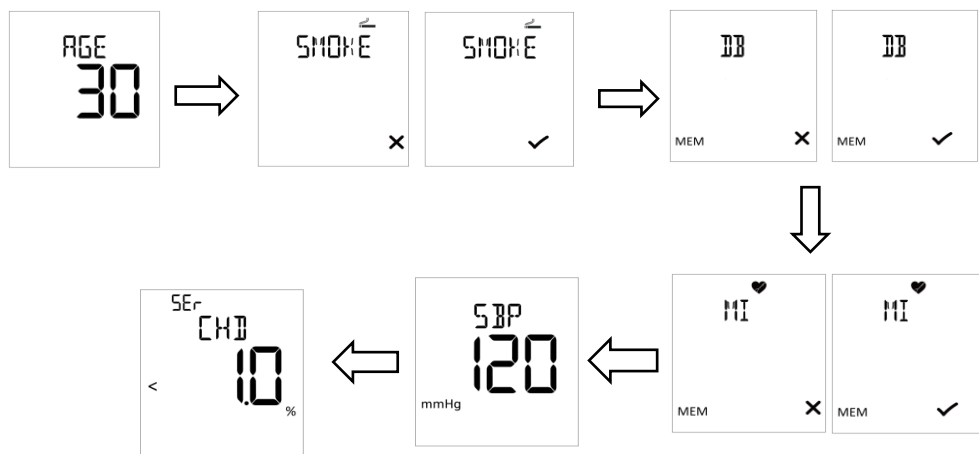 AGE
30
SMOKE
SMOKE
DB
MEM
DB
MEM
MI
MEM
MI
MEM
SBP
120
mmHg
SEr
CHD
< 1.0
%